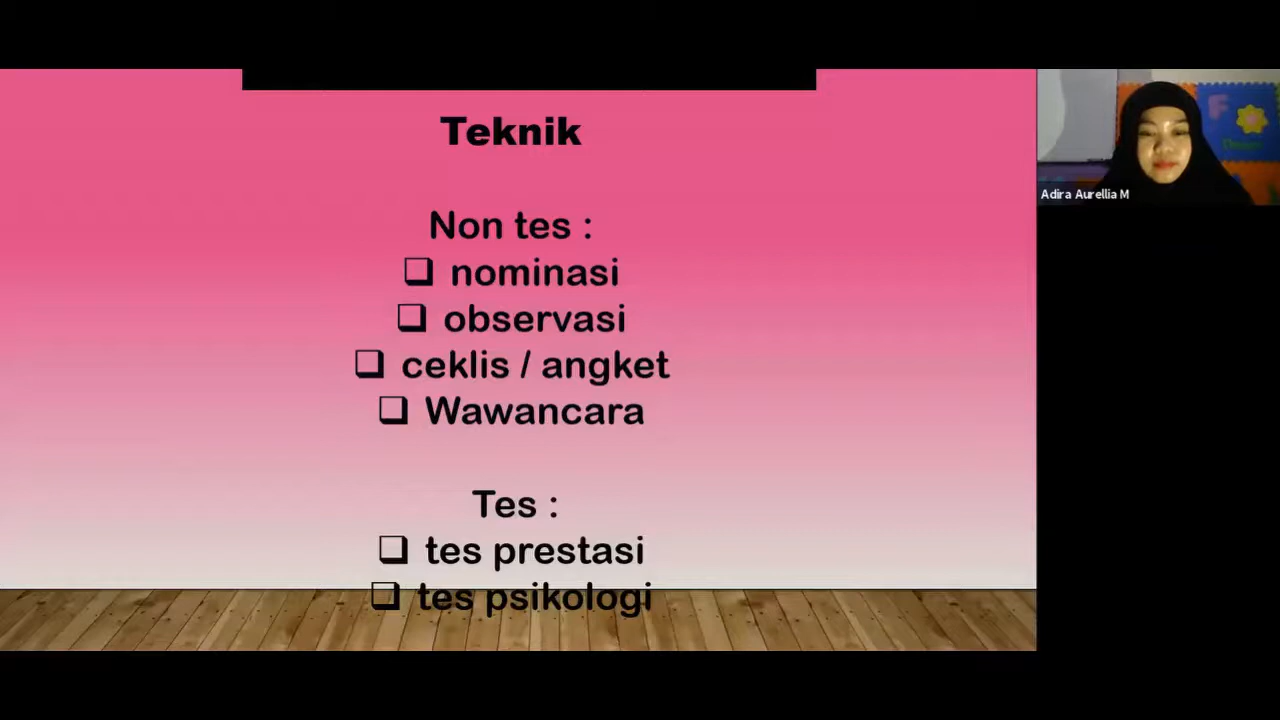 Teknik
Non tes :
❑ nominasi
❑ observasi
❑ ceklis / angket
❑ Wawancara
Tes :
❑ tes prestasi
❑ tes psikologi
F
Adira Aurellia M